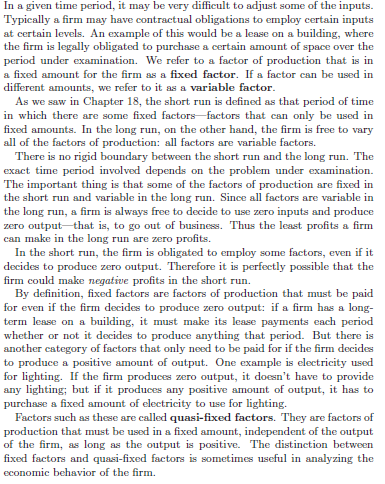 In a given time period, it may be very difficult to adjust some of the inputs.
Typically a firm may have contractual obligations to employ certain inputs
at certain levels. An example of this would be a lease on a building, where
the firm is legally obligated to purchase a certain amount of space over the
period under examination. We refer to a factor of production that is in
a fixed amount for the firm as a fixed factor. If a factor can be used in
different amounts, we refer to it as a variable factor.
As we saw in Chapter 18, the short run is defined as that period of time
in which there are some fixed factors—factors that can only be used in
fixed amounts. In the long run, on the other hand, the firm is free to vary
all of the factors of production: all factors are variable factors.
There is no rigid boundary between the short run and the long run. The
exact time period involved depends on the problem under examination.
The important thing is that some of the factors of production are fixed in
the short run and variable in the long run. Since all factors are variable in
the long run, a firm is always free to decide to use zero inputs and produce
zero output—that is, to go out of business. Thus the least profits a firm
can make in the long run are zero profits.
In the short run, the firm is obligated to employ some factors, even if it
decides to produce zero output. Therefore it is perfectly possible that the
firm could make negative profits in the short run.
By definition, fixed factors are factors of production that must be paid
for even if the firm decides to produce zero output: if a firm has a long-
term lease on a building, it must make its lease payments each period
whether or not it decides to produce anything that period. But there is
another category of factors that only need to be paid for if the firm decides
to produce a positive amount of output. One example is electricity used
for lighting. If the firm produces zero output, it doesn't have to provide
any lighting; but if it produces any positive amount of output, it has to
purchase a fixed amount of electricity to use for lighting.
Factors such as these are called quasi-fixed factors. They are factors of
production that must be used in a fixed amount, independent of the output
of the firm, as long as the output is positive. The distinction between
fixed factors and quasi-fixed factors is sometimes useful in analyzing the
economic behavior of the firm.